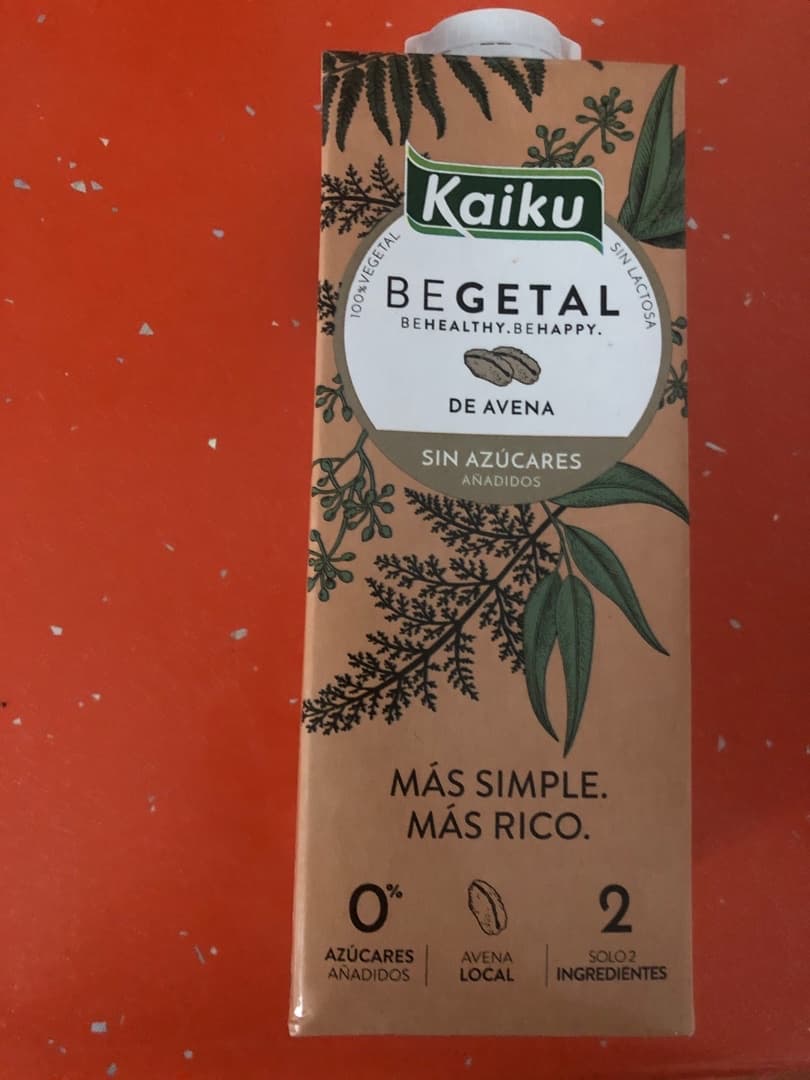 Kaiku
100% VEGETAL
SIN LACTOSA
BEGETAL
BEHEALTHY.BEHAPPY.
DE AVENA
SIN AZÚCARES
AÑADIDOS
MÁS SIMPLE.
MÁS RICO.
0%
AZÚCARES
AÑADIDOS
AVENA
LOCAL
2
SOLO 2
INGREDIENTES